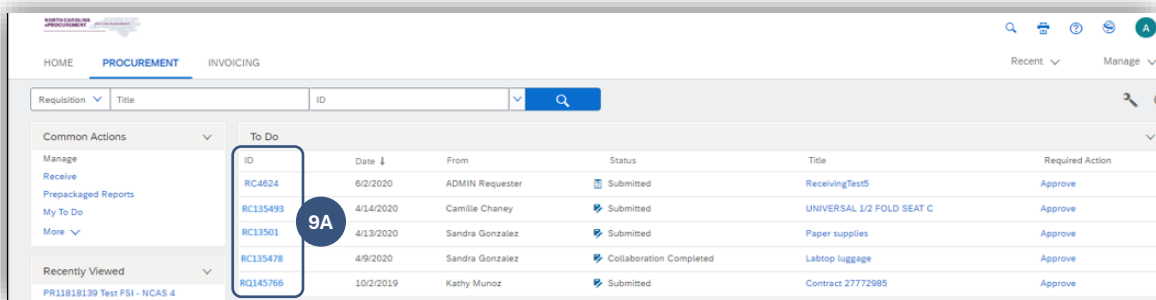 NORTH CAROLINA
ePROCUREMENT
A
HOME PROCUREMENT INVOICING Recent Manage
Requisition Title ID
Common Actions To Do
Manage ID Date From Status Title Required Action
Receive RC4624 6/2/2020 ADMIN Requester Submitted ReceivingTest5 Approve
Prepackaged Reports
My To Do RC135493 4/14/2020 Camille Chaney Submitted UNIVERSAL 1/2 FOLD SEAT C Approve
9A
More RC13501 4/13/2020 Sandra Gonzalez Submitted Paper supplies Approve
RC135478 4/9/2020 Sandra Gonzalez Collaboration Completed Labtop luggage Approve
Recently Viewed
RQ145766 10/2/2019 Kathy Munoz Submitted Contract 27772985 Approve
PR11818139 Test FSI - NCAS 4